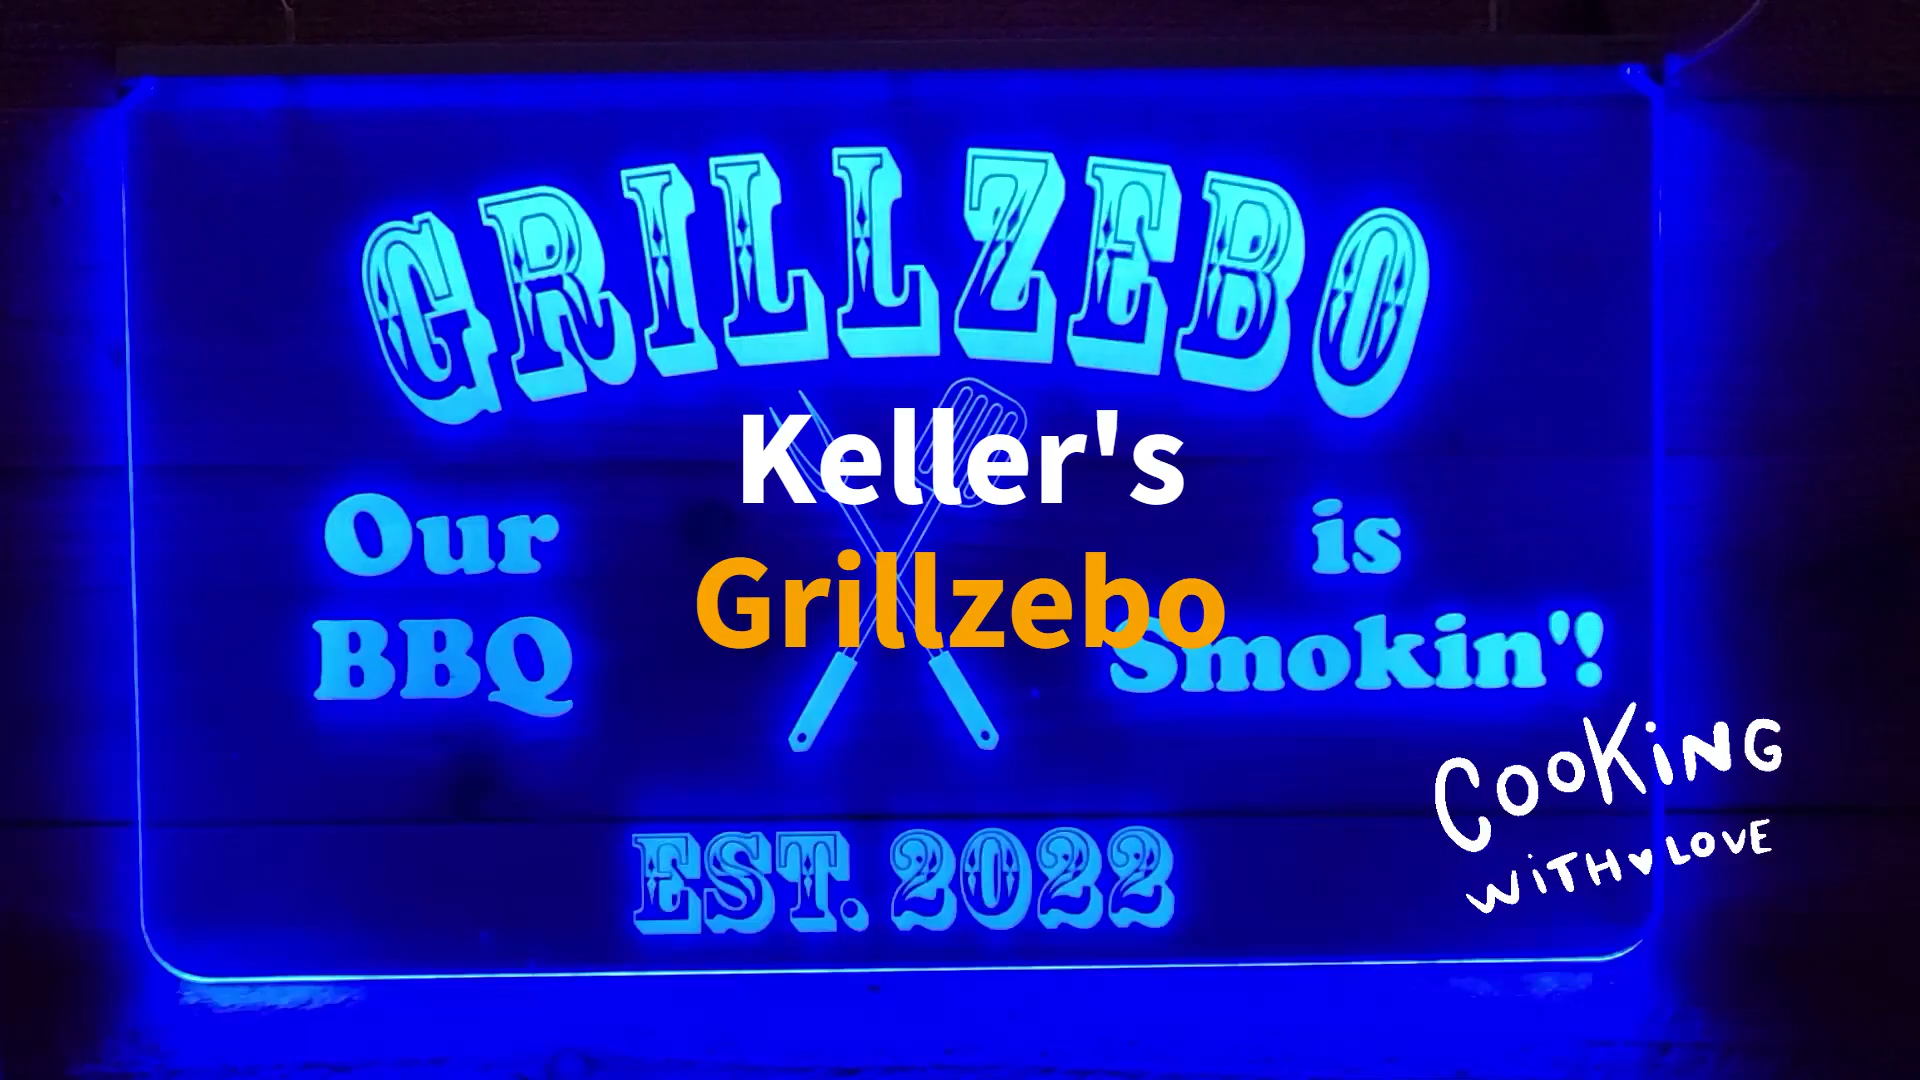 GRILLZEBO
Keller's
Grillzebo
Our
BBQ
is
Smokin'!
COOKING
WITH♥LOVE
EST. 2022